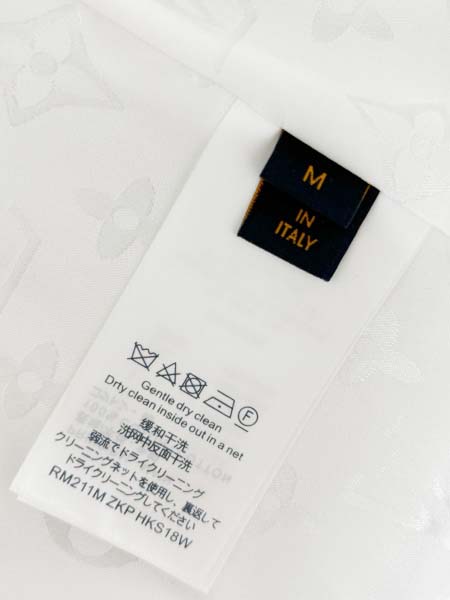 M
IN
ITALY
F
Gentle dry clean
Drty clean inside out in a net
缓和干洗
洗网中反面干洗
弱流でドライクリーニング
クリーニングネットを使用し、裏返して
ドライクリーニングしてください
RM211M ZKP HKS18W